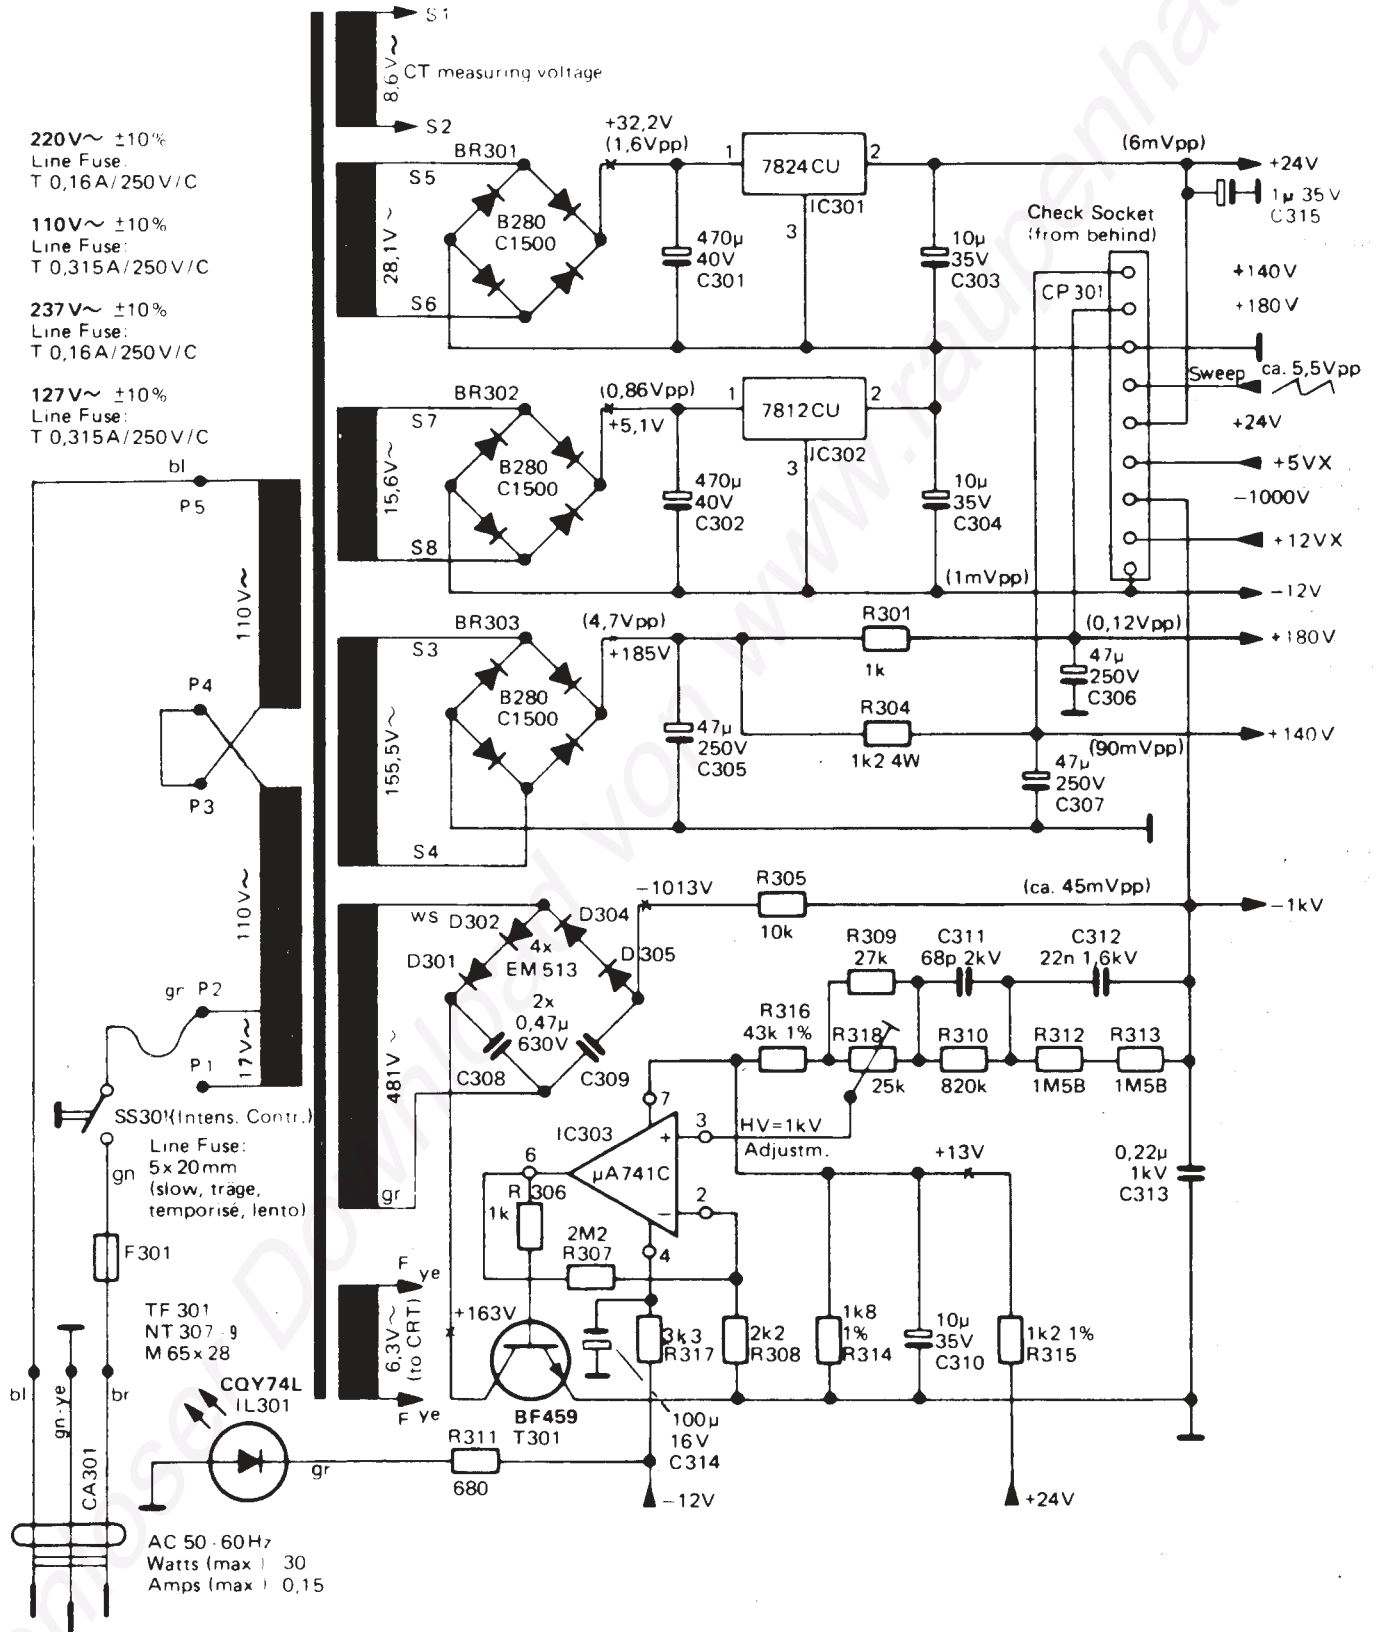 S1
8,6V~
CT measuring voltage
S2
220V~ ±10%
Line Fuse:
T 0,16A/250V/C
110V~ ±10%
Line Fuse:
T 0,315A/250V/C
237V~ ±10%
Line Fuse:
T 0,16A/250V/C
127V~ ±10%
Line Fuse:
T 0,315A/250V/C
BR301
S5
28,1V~
S6
B280
C1500
+32,2V
(1,6Vpp)
470µ
40V
C301
1
7824CU
2
IC301
3
10µ
35V
C303
(6mVpp)
+24V
1µ 35V
C315
Check Socket
(from behind)
CP301
+140V
+180V
Sweep
ca. 5,5Vpp
+24V
+5VX
-1000V
+12VX
-12V
BR302
S7
15,6V~
S8
B280
C1500
(0,86Vpp)
+5,1V
470µ
40V
C302
1
7812CU
2
IC302
3
10µ
35V
C304
(1mVpp)
BR303
S3
155,5V~
S4
B280
C1500
(4,7Vpp)
+185V
47µ
250V
C305
R301
1k
R304
1k2 4W
(0,12Vpp)
+180V
47µ
250V
C306
(90mVpp)
+140V
47µ
250V
C307
bl
P5
110V~
P4
P3
110V~
gr P2
17V~
P1
SS301(Intens. Contr.)
Line Fuse:
5x20mm
(slow, träge,
temporisé, lento)
gn
F301
TF 301
NT 307-9
M 65x28
bl
gn-ye
br
CA301
CQY74L
IL301
gr
AC 50-60Hz
Watts (max ) 30
Amps (max ) 0,15
ws
481V~
gr
D302
D304
D301
D305
4x
EM 513
2x
0,47µ
630V
C308
C309
-1013V
R305
10k
(ca. 45mVpp)
-1kV
R309
27k
C311
68p 2kV
C312
22n 1,6kV
R316
43k 1%
R318
25k
R310
820k
R312
1M5B
R313
1M5B
7
IC303
µA741C
+
3
HV=1kV
Adjustm.
6
2
-
4
R 306
1k
2M2
R307
+13V
0,22µ
1kV
C313
F ye
6,3V~
(to CRT)
F ye
+163V
BF459
T301
3k3
R317
2k2
R308
1k8
1%
R314
10µ
35V
C310
1k2 1%
R315
100µ
16V
C314
R311
680
-12V
+24V
Download von www.raupenhau